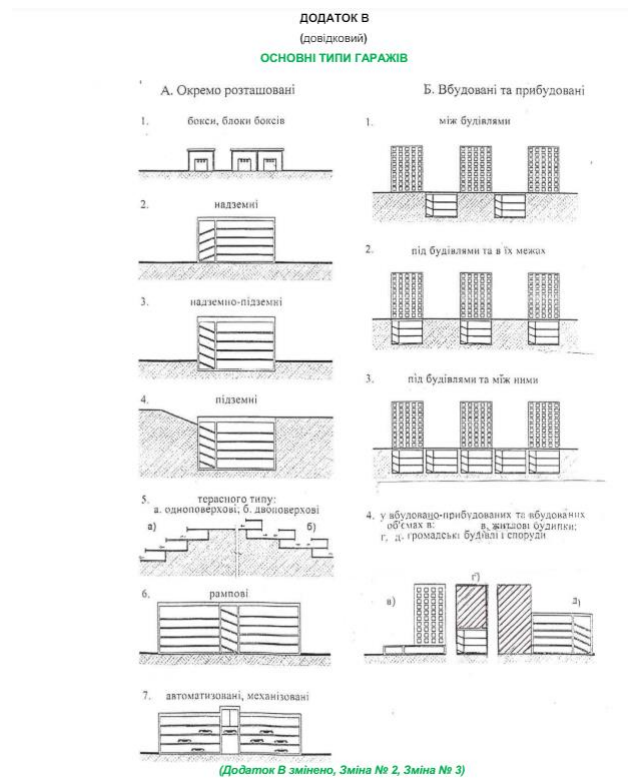 ДОДАТОК В
(довідковий)
ОСНОВНІ ТИПИ ГАРАЖІВ
А. Окремо розташовані
1. бокси, блоки боксів
2. надземні
3. надземно-підземні
4. підземні
5. терасного типу:
а. одноповерхові; б. двоповерхові
а) б)
6. рампові
7. автоматизовані, механізовані
Б. Вбудовані та прибудовані
1. між будівлями
2. під будівлями та в їх межах
3. під будівлями та між ними
4. у вбудовано-прибудованих та вбудованих
об'ємах в: в. житлові будинки;
г, д. громадські будівлі і споруди
в) г) д)
(Додаток В змінено, Зміна № 2, Зміна № 3)